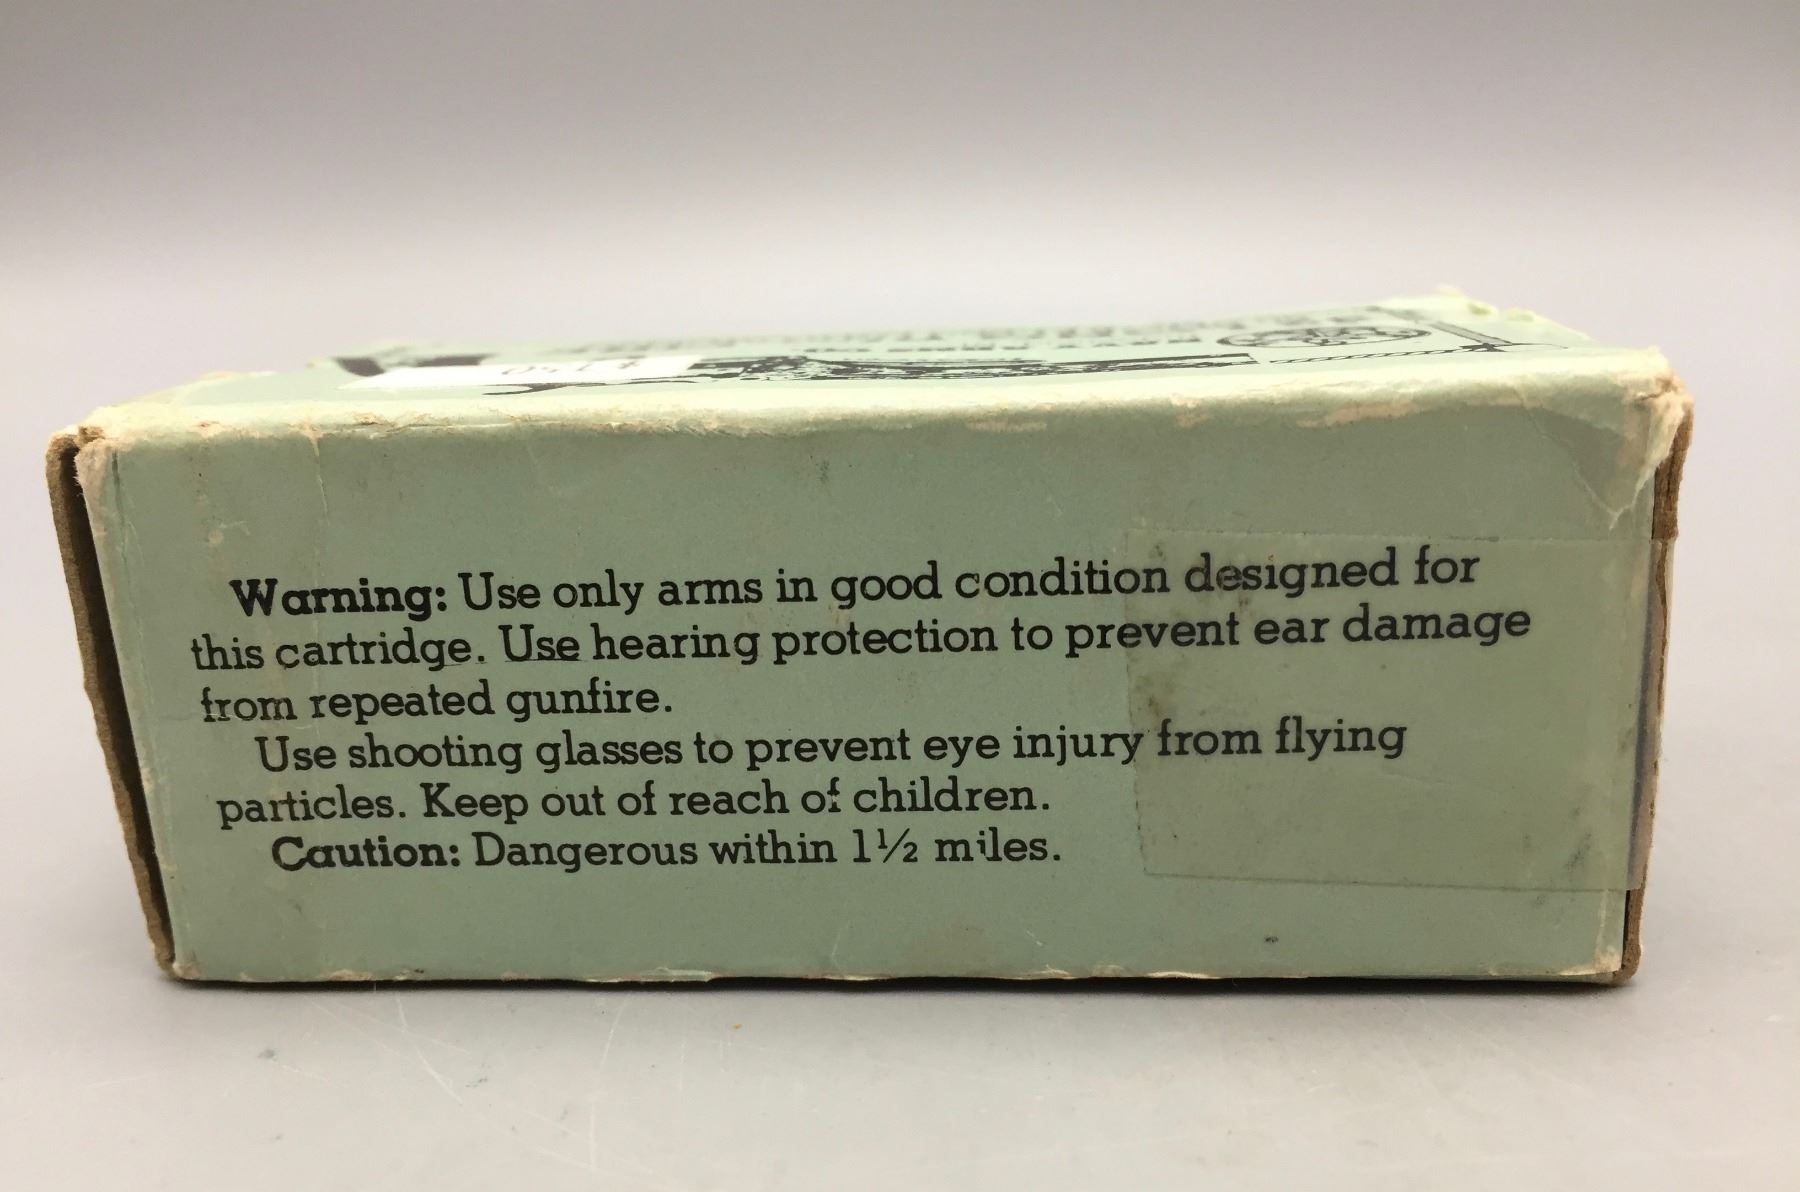 Warning: Use only arms in good condition designed for
this cartridge. Use hearing protection to prevent ear damage
from repeated gunfire.
Use shooting glasses to prevent eye injury from flying
particles. Keep out of reach of children.
Caution: Dangerous within 1½ miles.